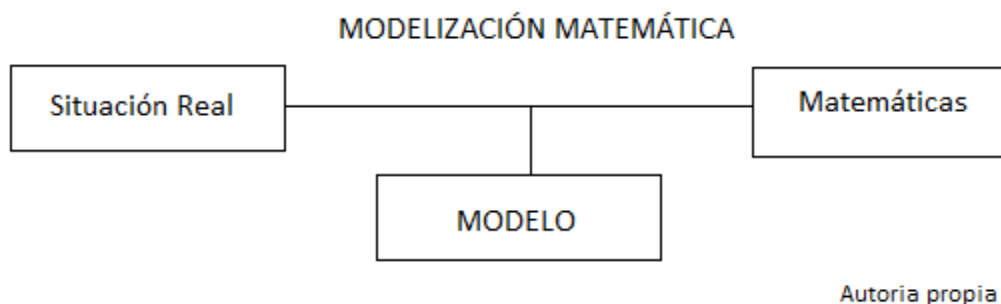 MODELIZACIÓN MATEMÁTICA
Situación Real
Matemáticas
MODELO
Autoria propia